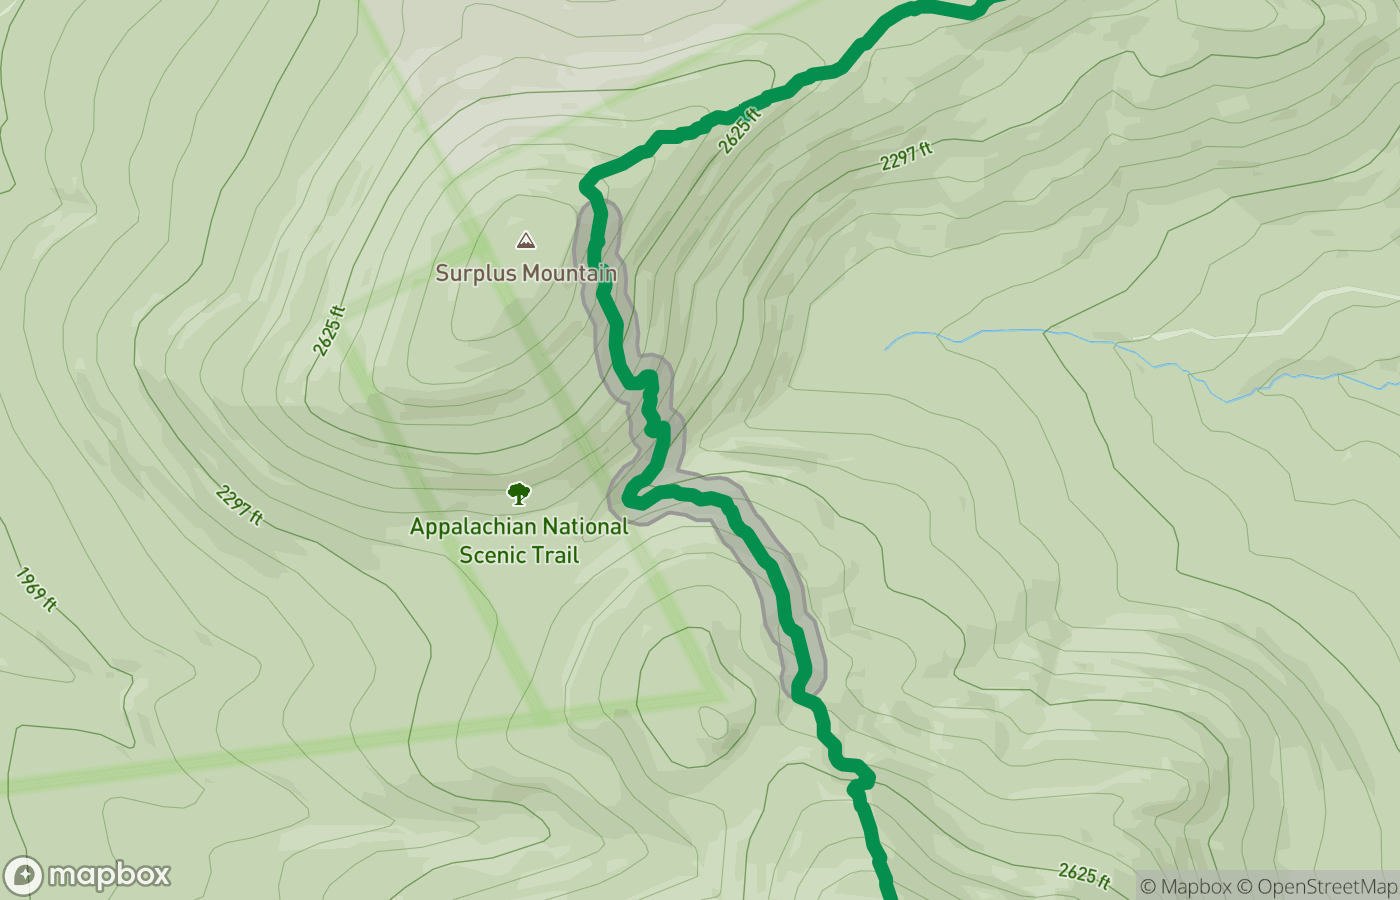 2625 ft
2297 ft
Surplus Mountain
2625 ft
2297 ft
Appalachian National
Scenic Trail
1969 ft
2625 ft
mapbox
© Mapbox © OpenStreetMap